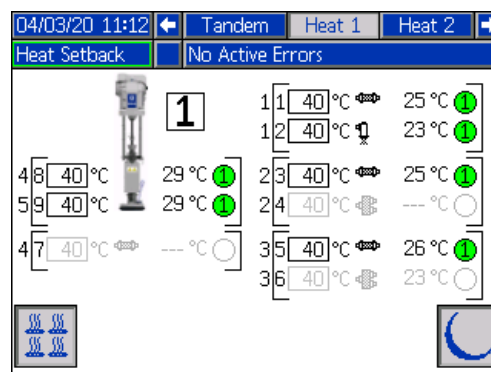 04/03/20 11:12 Tandem Heat 1 Heat 2
Heat Setback No Active Errors
1
1 1 40 °C 25 °C 1
1 2 40 °C 23 °C 1
4 8 40 °C 29 °C 1
5 9 40 °C 29 °C 1
2 3 40 °C 25 °C 1
2 4 40 °C --- °C
4 7 40 °C --- °C
3 5 40 °C 26 °C 1
3 6 40 °C 23 °C